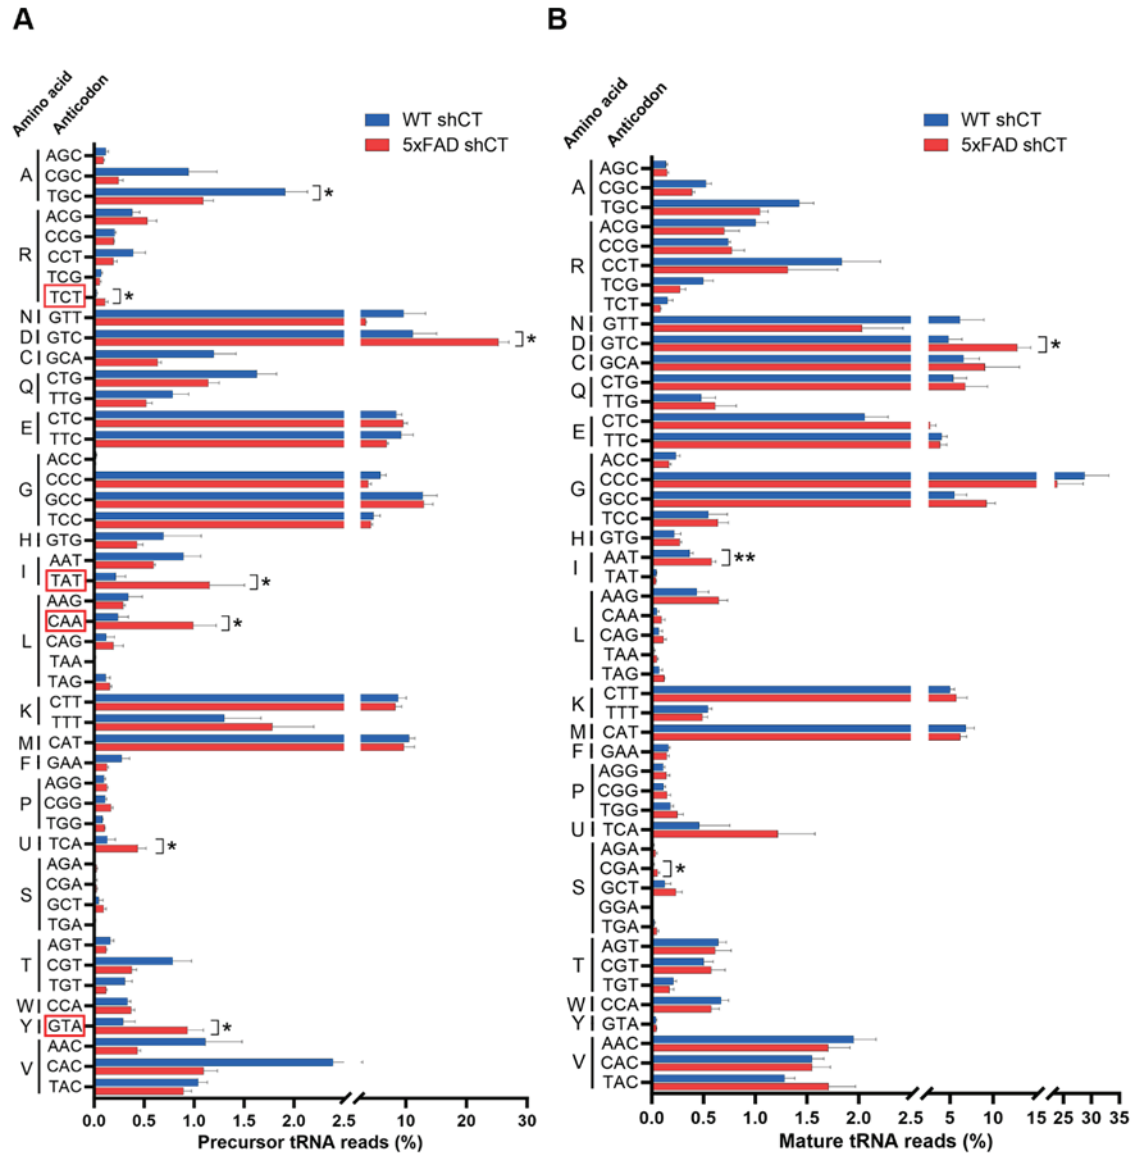 A
B
Amino acid
Anticodon
WT shCT
5xFAD shCT
A
AGC
CGC
TGC
*
R
ACG
CCG
CCT
TCG
TCT
*
N GTT
D GTC
*
C GCA
Q
CTG
TTG
E
CTC
TTC
G
ACC
CCC
GCC
TCC
H GTG
I
AAT
TAT
*
L
AAG
CAA
*
CAG
TAA
TAG
K
CTT
TTT
M CAT
F GAA
P
AGG
CGG
TGG
U TCA
*
S
AGA
CGA
GCT
TGA
T
AGT
CGT
TGT
W CCA
Y GTA
*
V
AAC
CAC
TAC
0.0 0.5 1.0 1.5 2.0 2.5 10 20 30
Precursor tRNA reads (%)
Amino acid
Anticodon
WT shCT
5xFAD shCT
A
AGC
CGC
TGC
R
ACG
CCG
CCT
TCG
TCT
N GTT
D GTC
*
C GCA
Q
CTG
TTG
E
CTC
TTC
G
ACC
CCC
GCC
TCC
H GTG
I
AAT
**
TAT
L
AAG
CAA
CAG
TAA
TAG
K
CTT
TTT
M CAT
F GAA
P
AGG
CGG
TGG
U TCA
S
AGA
CGA
*
GCT
GGA
TGA
T
AGT
CGT
TGT
W CCA
Y GTA
V
AAC
CAC
TAC
0.0 0.5 1.0 1.5 2.0 2.5 5 10 15 25 30 35
Mature tRNA reads (%)